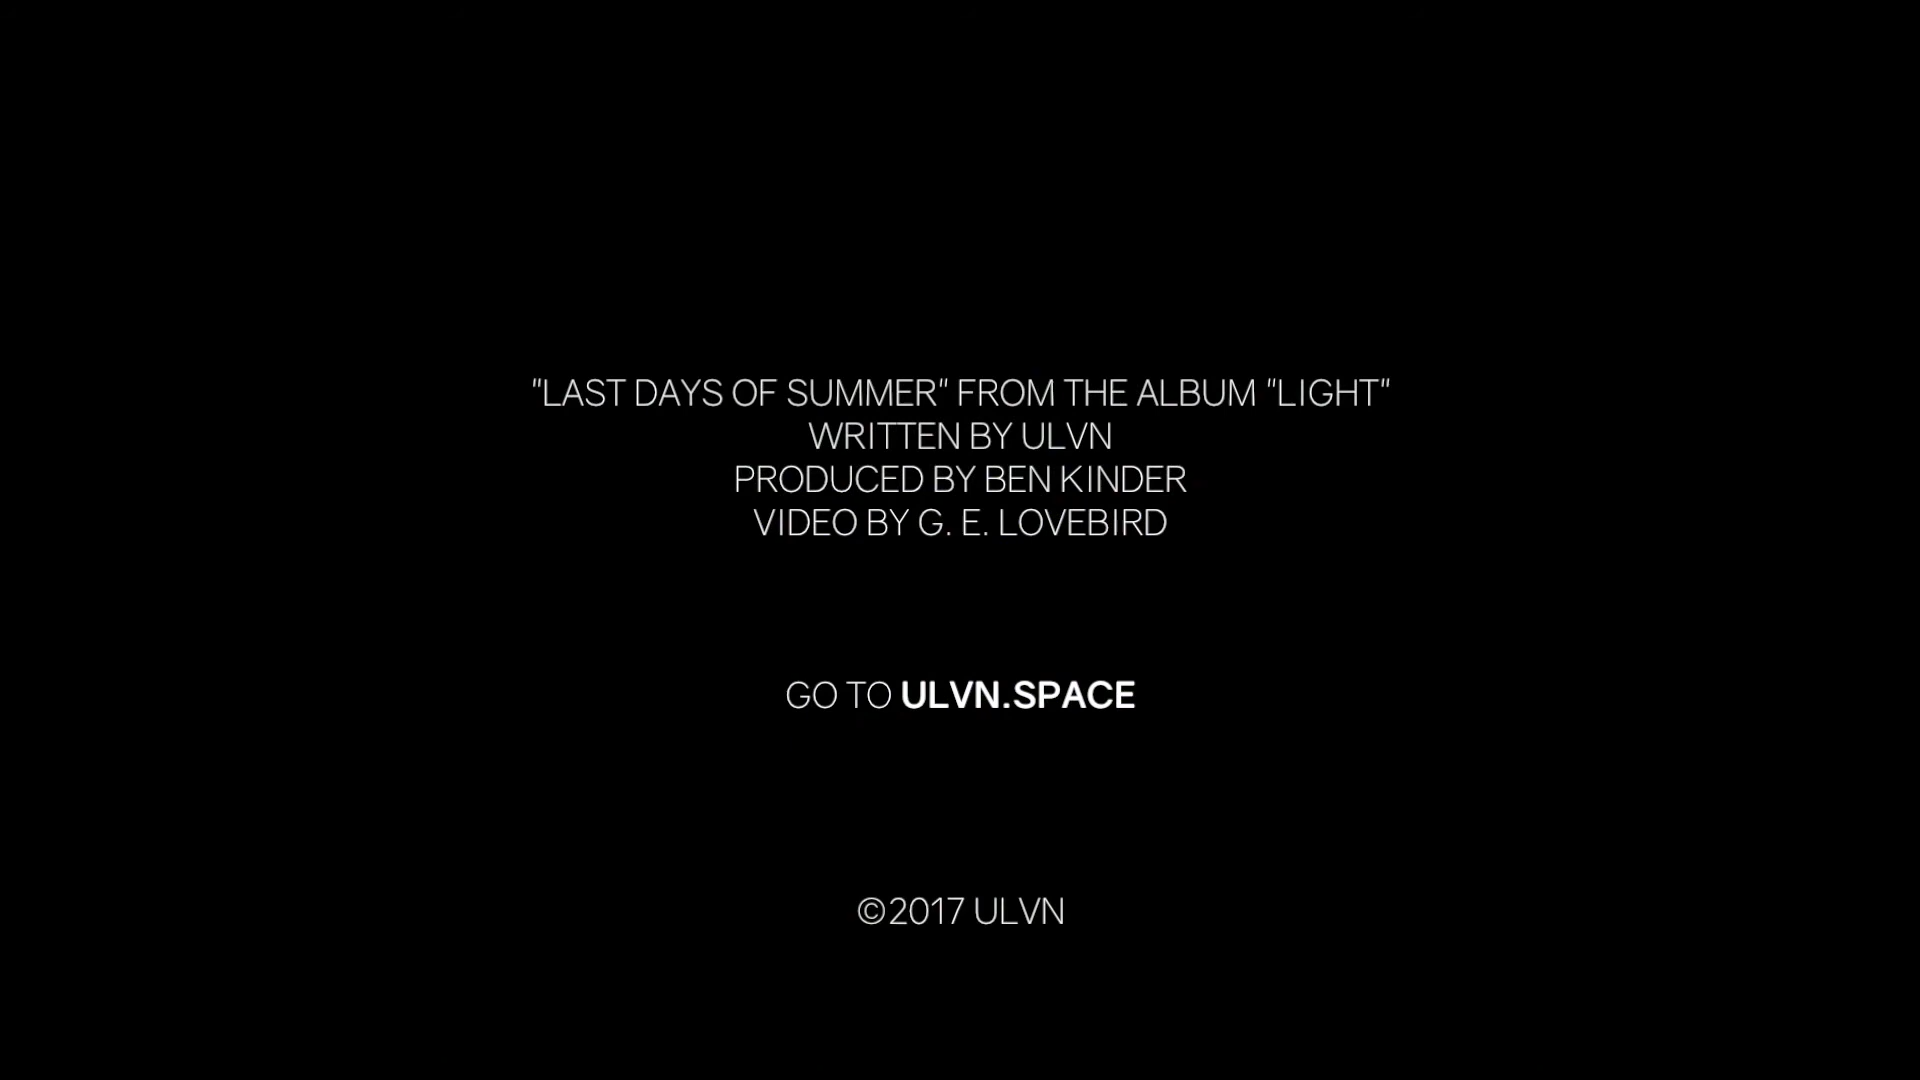 "LAST DAYS OF SUMMER" FROM THE ALBUM "LIGHT"
WRITTEN BY ULVN
PRODUCED BY BEN KINDER
VIDEO BY G. E. LOVEBIRD
GO TO ULVN.SPACE
©2017 ULVN